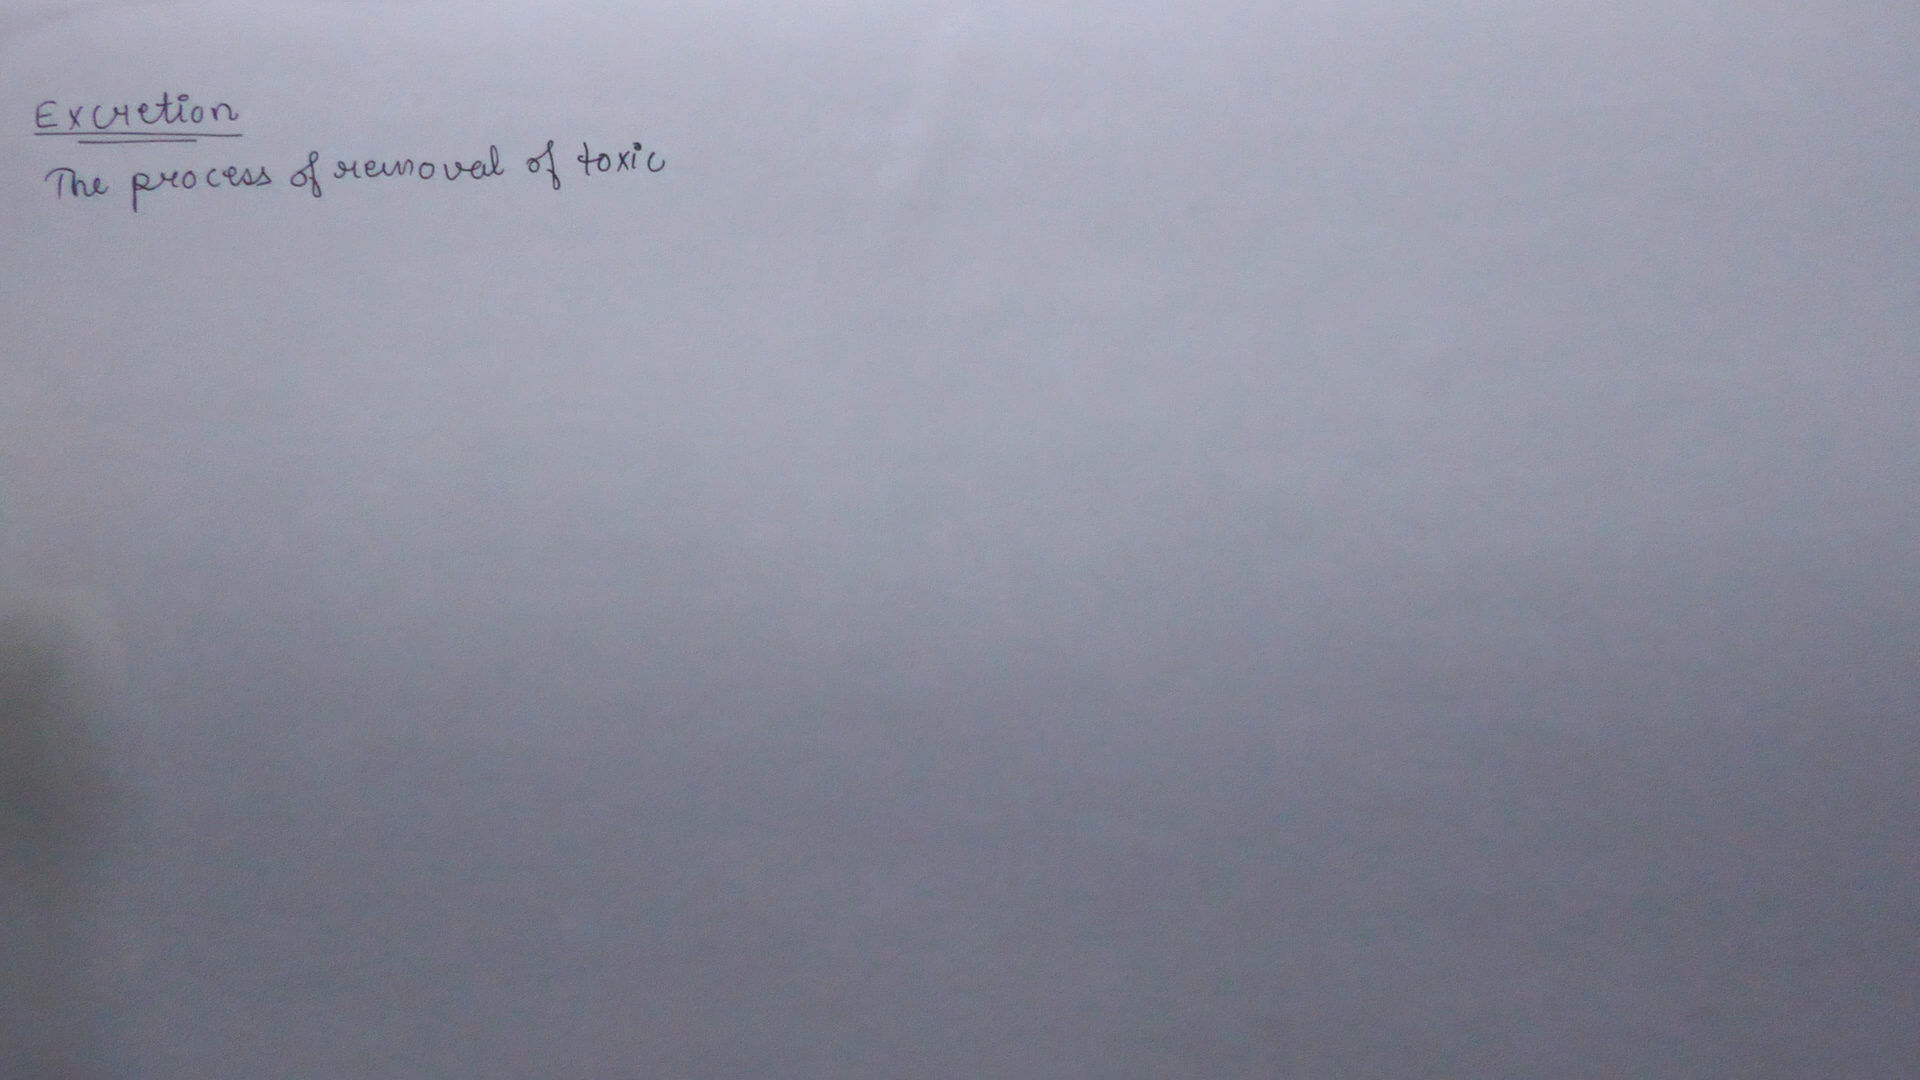 Excretion
The process of removal of toxic